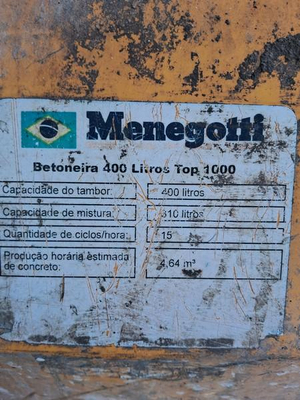 Menegotti
Betoneira 400 Litros Top 1000
Capacidade do tambor: 400 litros
Capacidade de mistura: 310 litros
Quantidade de ciclos/hora: 15
Produção horária estimada de concreto: 4,64 m³